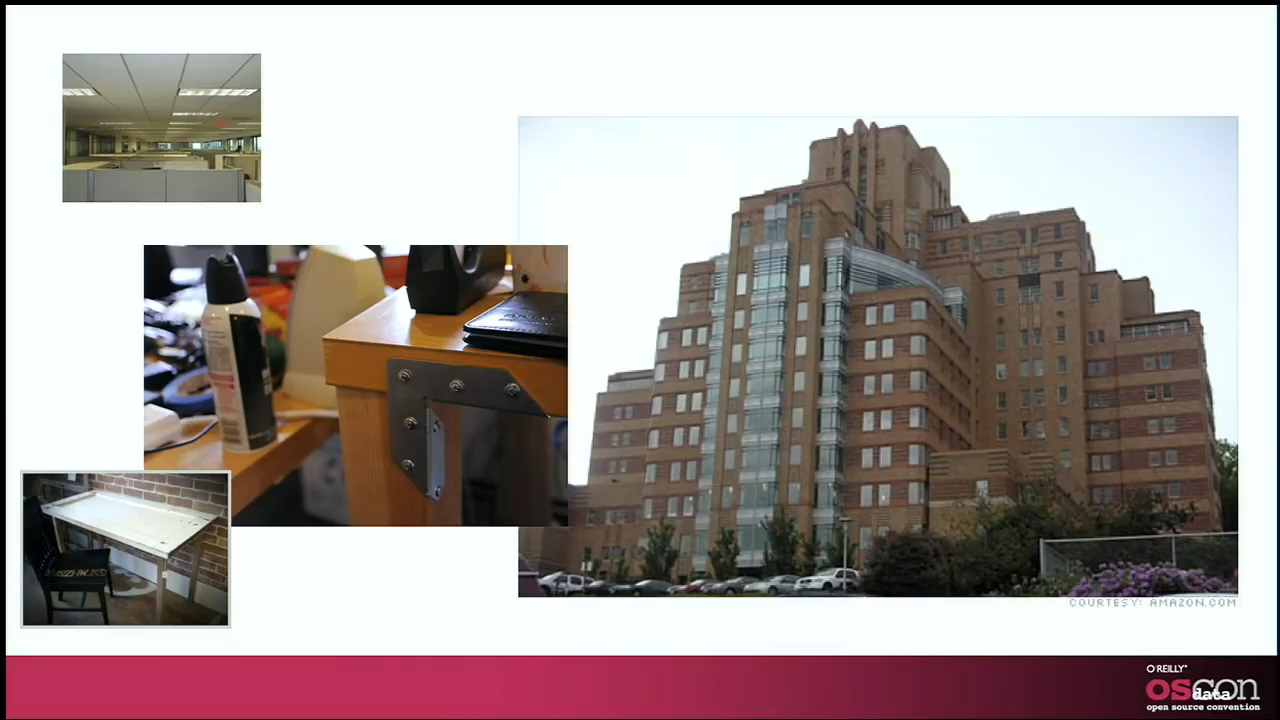 COURTESY: AMAZON.COM
O'REILLY
oscon
data
open source convention